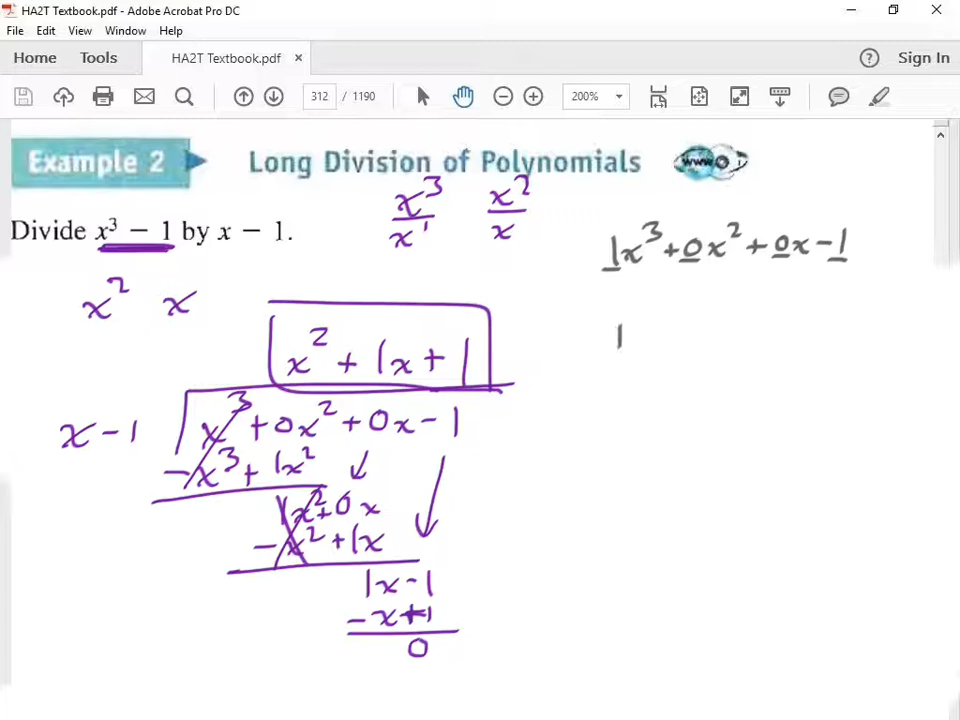 HA2T Textbook.pdf - Adobe Acrobat Pro DC
File Edit View Window Help
Home Tools HA2T Textbook.pdf × ? Sign In
312 / 1190 200%
Example 2 Long Division of Polynomials www
Divide x³ − 1 by x − 1.
x³/x¹ x²/x
1x³+0x²+0x-1
x² x
1
x² + 1x + 1
x-1 x³+0x²+0x-1
-x³+1x²
1x²+0x
-x²+1x
1x-1
-x+1
0